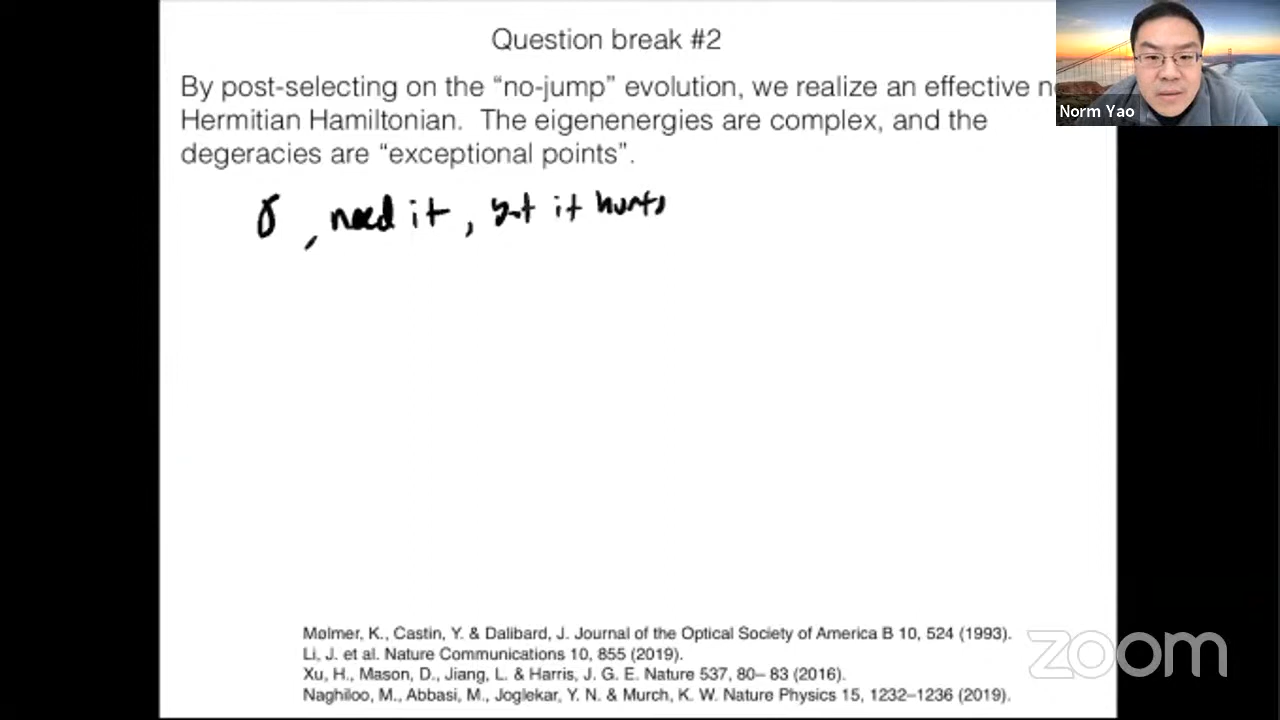 Question break #2
By post-selecting on the “no-jump” evolution, we realize an effective n
Norm Yao
Hermitian Hamiltonian. The eigenenergies are complex, and the
degeracies are “exceptional points”.
γ, need it, but it hurts
Mølmer, K., Castin, Y. & Dalibard, J. Journal of the Optical Society of America B 10, 524 (1993).
Li, J. et al. Nature Communications 10, 855 (2019).
Xu, H., Mason, D., Jiang, L. & Harris, J. G. E. Nature 537, 80– 83 (2016).
Naghiloo, M., Abbasi, M., Joglekar, Y. N. & Murch, K. W. Nature Physics 15, 1232–1236 (2019).
zoom